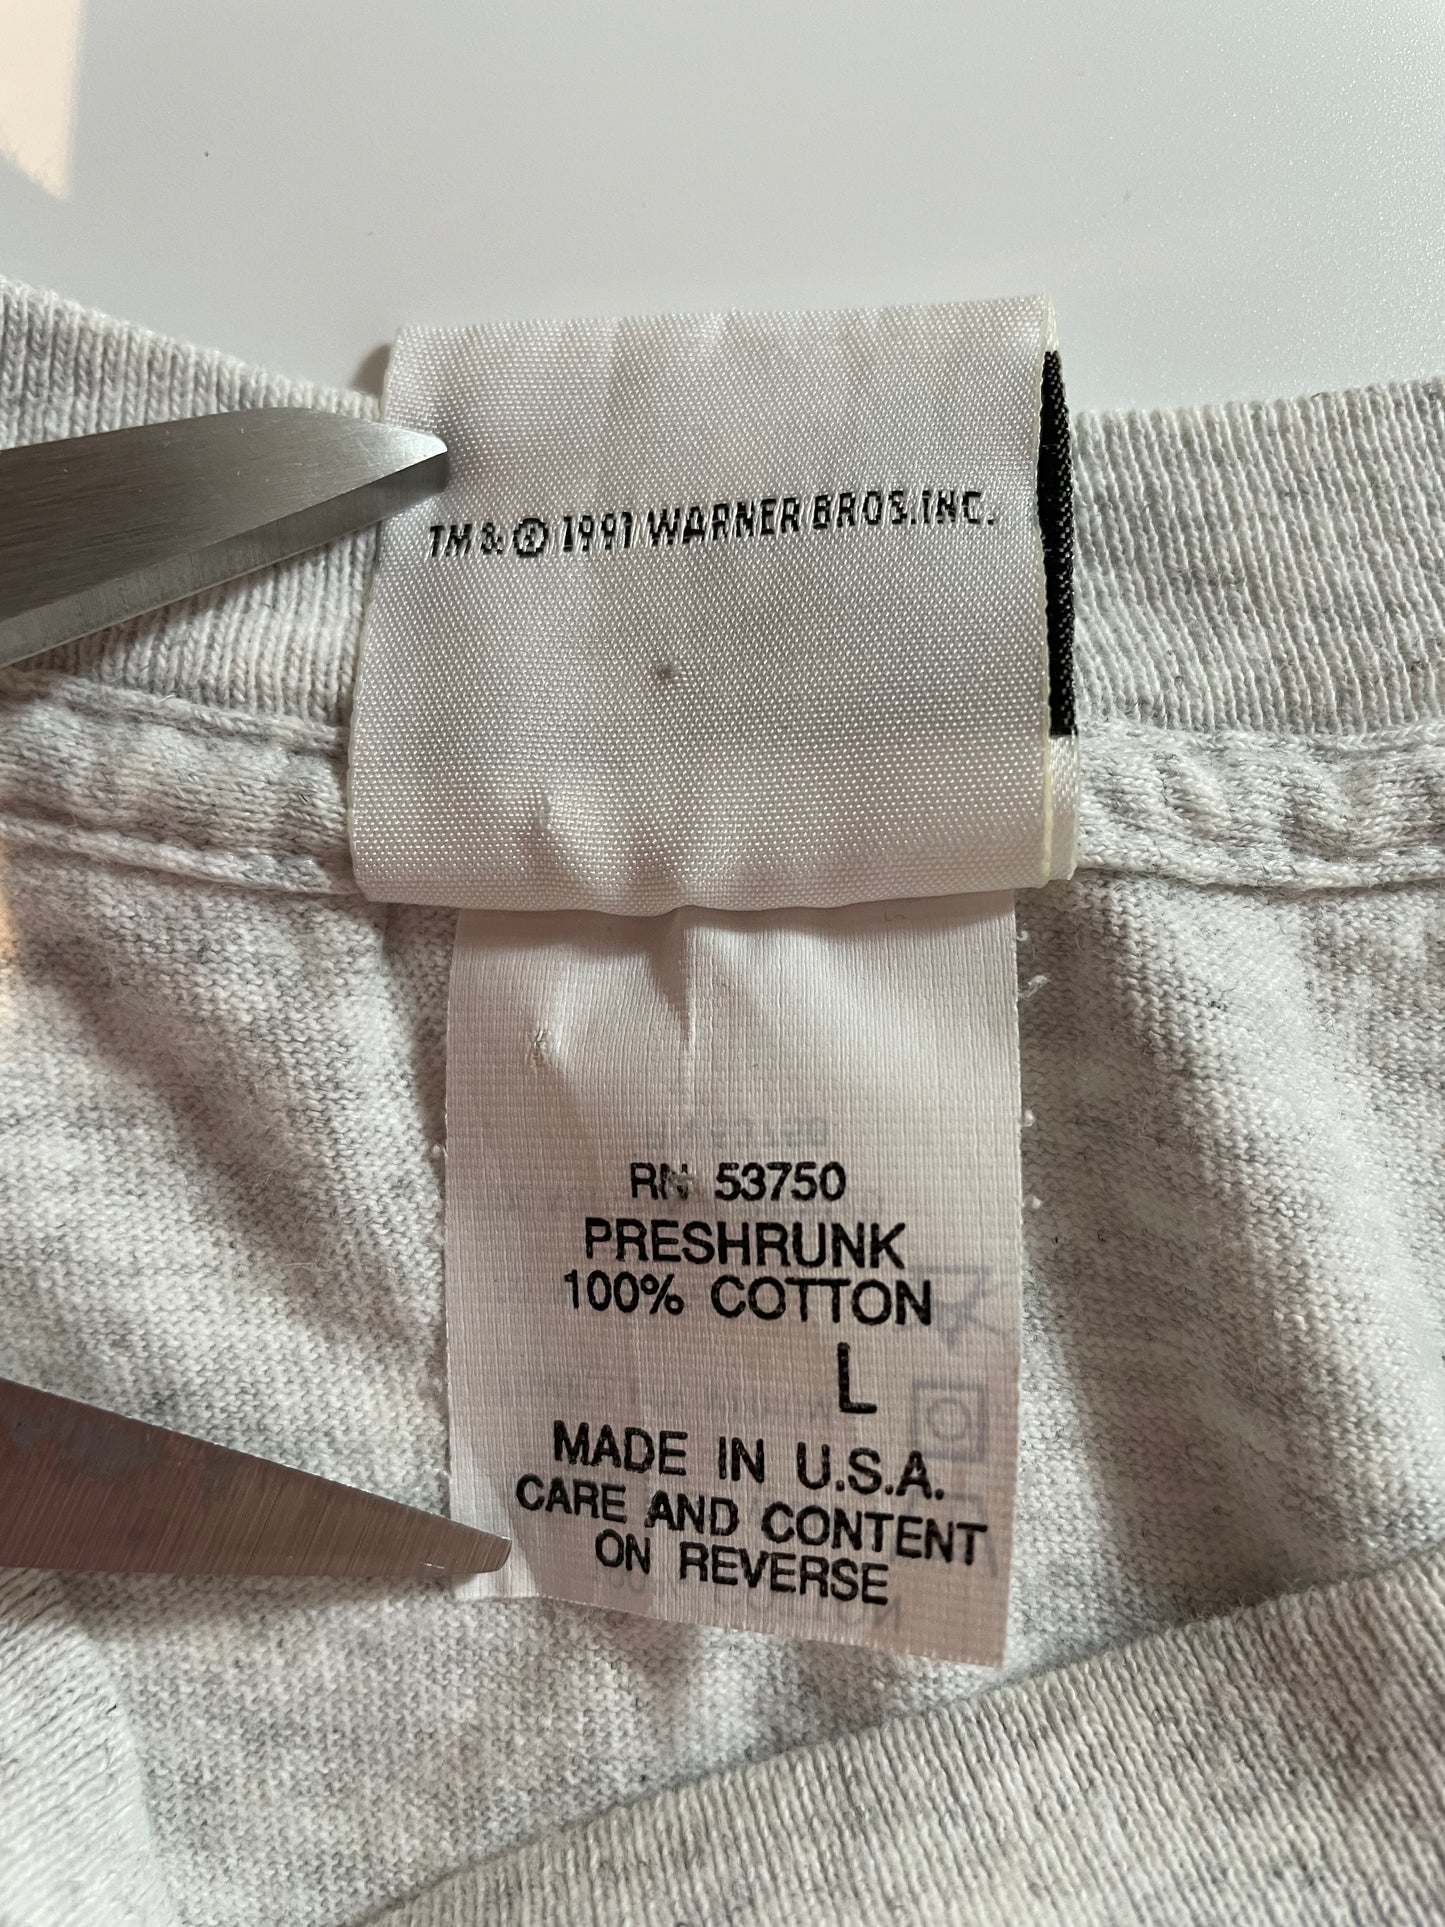 TM & © 1991 WARNER BROS.INC.
RN 53750
PRESHRUNK
100% COTTON
L
MADE IN U.S.A.
CARE AND CONTENT
ON REVERSE